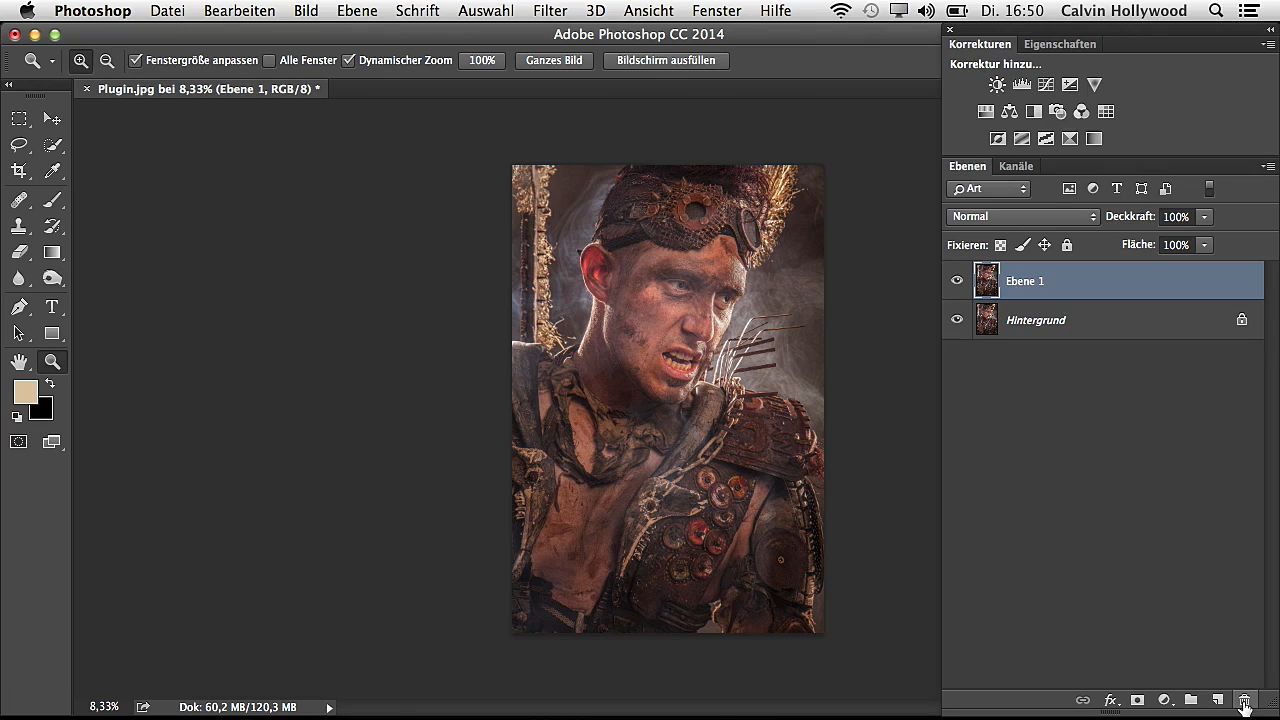 Photoshop Datei Bearbeiten Bild Ebene Schrift Auswahl Filter 3D Ansicht Fenster Hilfe Di. 16:50 Calvin Hollywood
Adobe Photoshop CC 2014
Fenstergröße anpassen Alle Fenster Dynamischer Zoom 100% Ganzes Bild Bildschirm ausfüllen
Plugin.jpg bei 8,33% (Ebene 1, RGB/8) *
Korrekturen Eigenschaften
Korrektur hinzu...
Ebenen Kanäle
Art
Normal Deckkraft: 100%
Fixieren: Fläche: 100%
Ebene 1
Hintergrund
8,33% Dok: 60,2 MB/120,3 MB